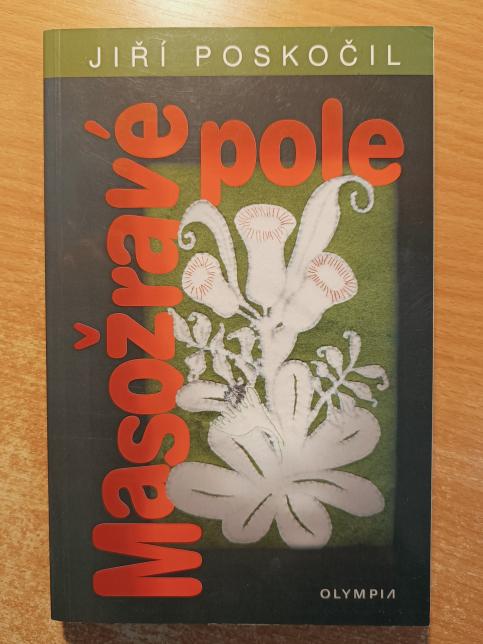 JIŘÍ POSKOČIL
Masožravé
pole
OLYMPIA